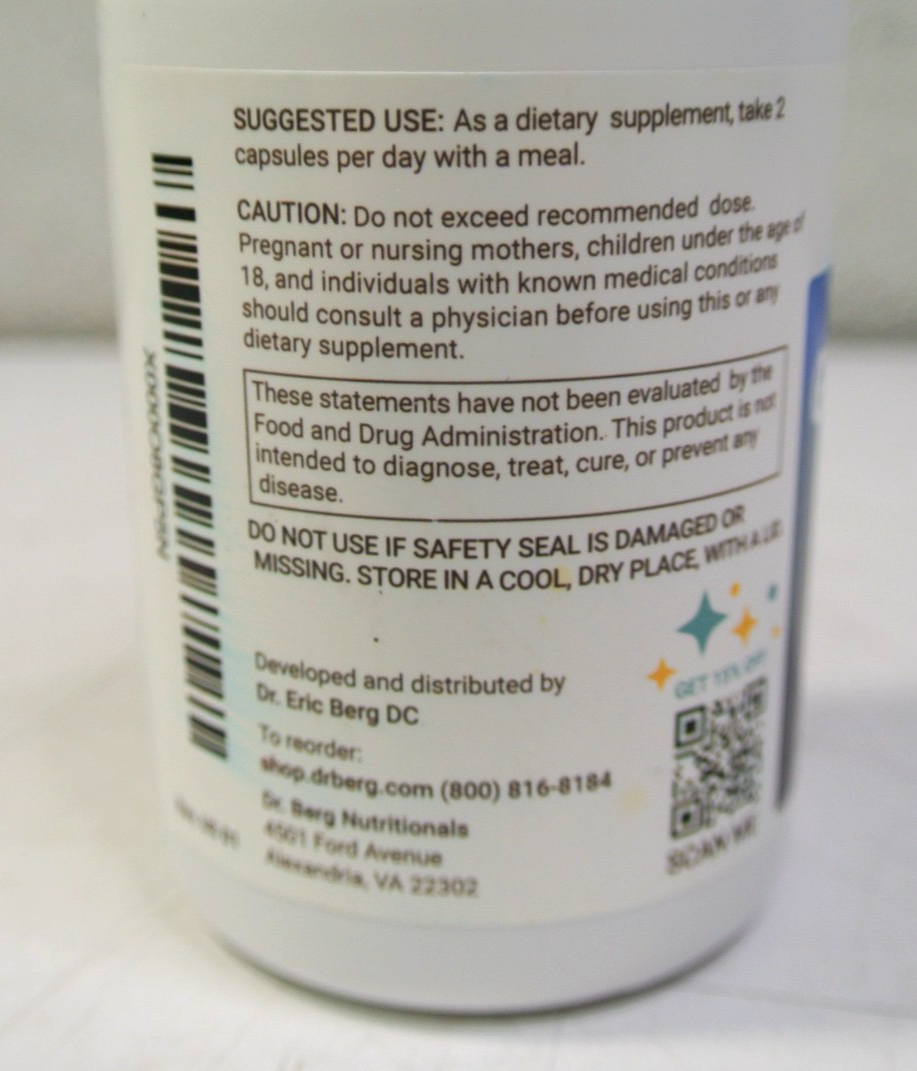 SUGGESTED USE: As a dietary supplement, take 2
capsules per day with a meal.
CAUTION: Do not exceed recommended dose.
Pregnant or nursing mothers, children under the age of
18, and individuals with known medical conditions
should consult a physician before using this or any
dietary supplement.
These statements have not been evaluated by the
Food and Drug Administration. This product is not
intended to diagnose, treat, cure, or prevent any
disease.
DO NOT USE IF SAFETY SEAL IS DAMAGED OR
MISSING. STORE IN A COOL, DRY PLACE, WITH A LID.
Developed and distributed by
Dr. Eric Berg DC
To reorder:
shop.drberg.com (800) 816-8184
Dr. Berg Nutritionals
4501 Ford Avenue
Alexandria, VA 22302
GET 15% OFF
SCAN ME